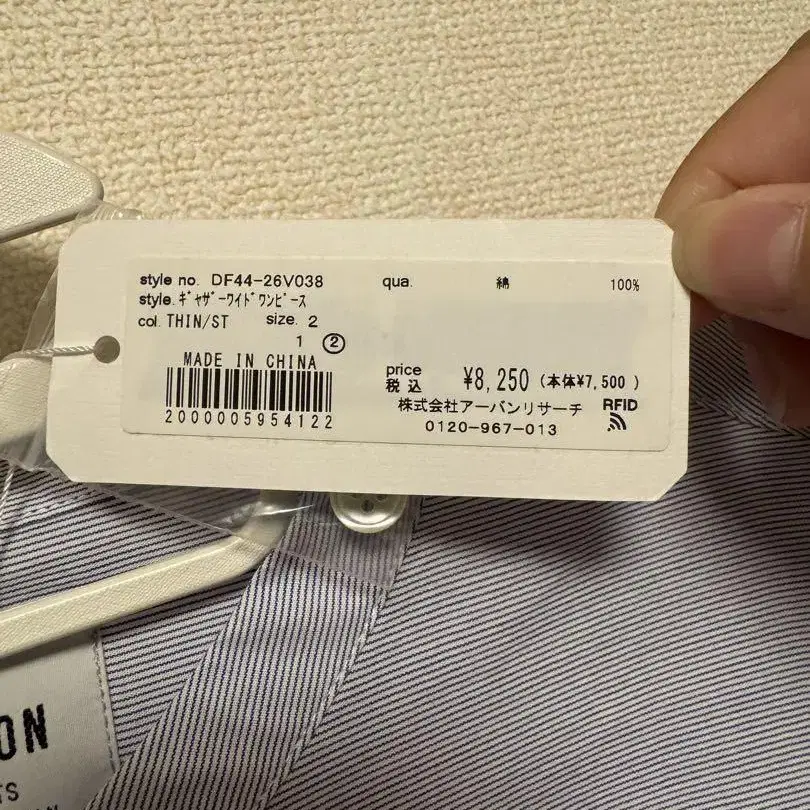 style no. DF44-26V038
qua. 綿 100%
style. ｷﾞｬｻﾞｰﾜｲﾄﾞﾜﾝﾋﾟｰｽ
col. THIN/ST size. 2
1 ②
MADE IN CHINA
2000005954122
price
税込 ¥8,250 (本体¥7,500 )
株式会社アーバンリサーチ RFID
0120-967-013
ON
TS